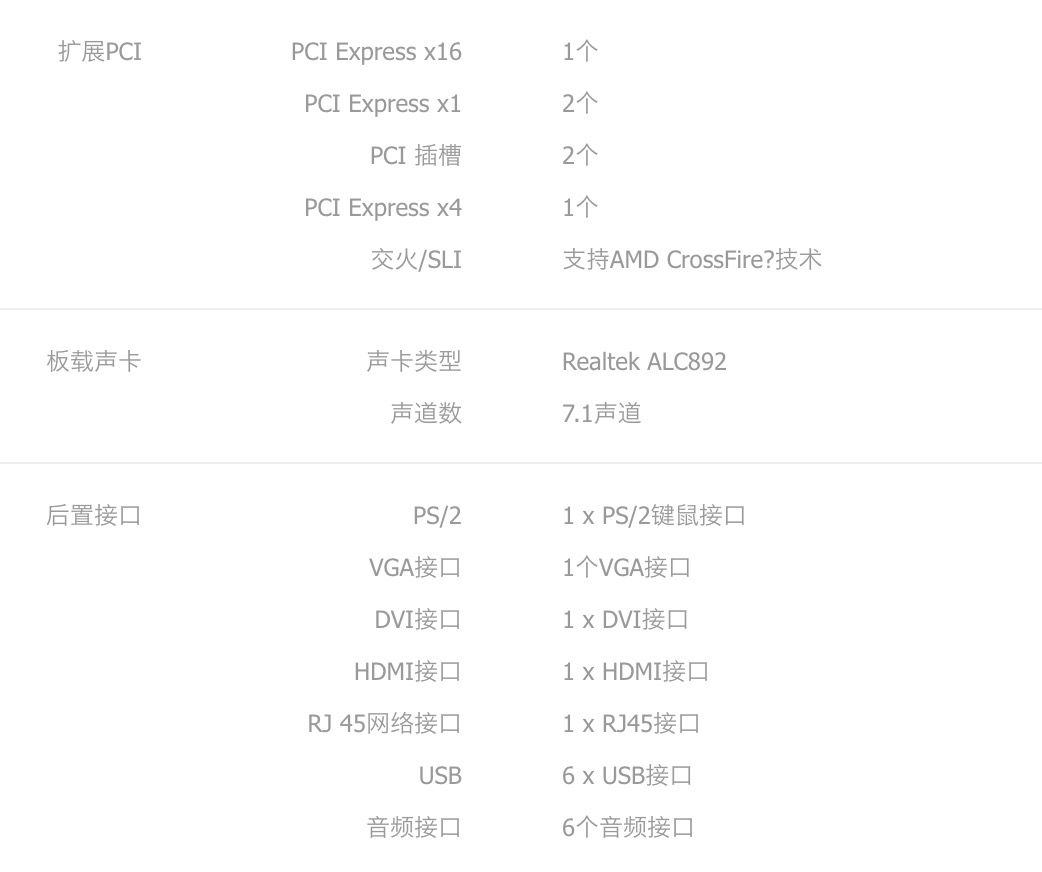 扩展PCI PCI Express x16 1个
PCI Express x1 2个
PCI 插槽 2个
PCI Express x4 1个
交火/SLI 支持AMD CrossFire?技术
板载声卡 声卡类型 Realtek ALC892
声道数 7.1声道
后置接口 PS/2 1 x PS/2键鼠接口
VGA接口 1个VGA接口
DVI接口 1 x DVI接口
HDMI接口 1 x HDMI接口
RJ 45网络接口 1 x RJ45接口
USB 6 x USB接口
音频接口 6个音频接口